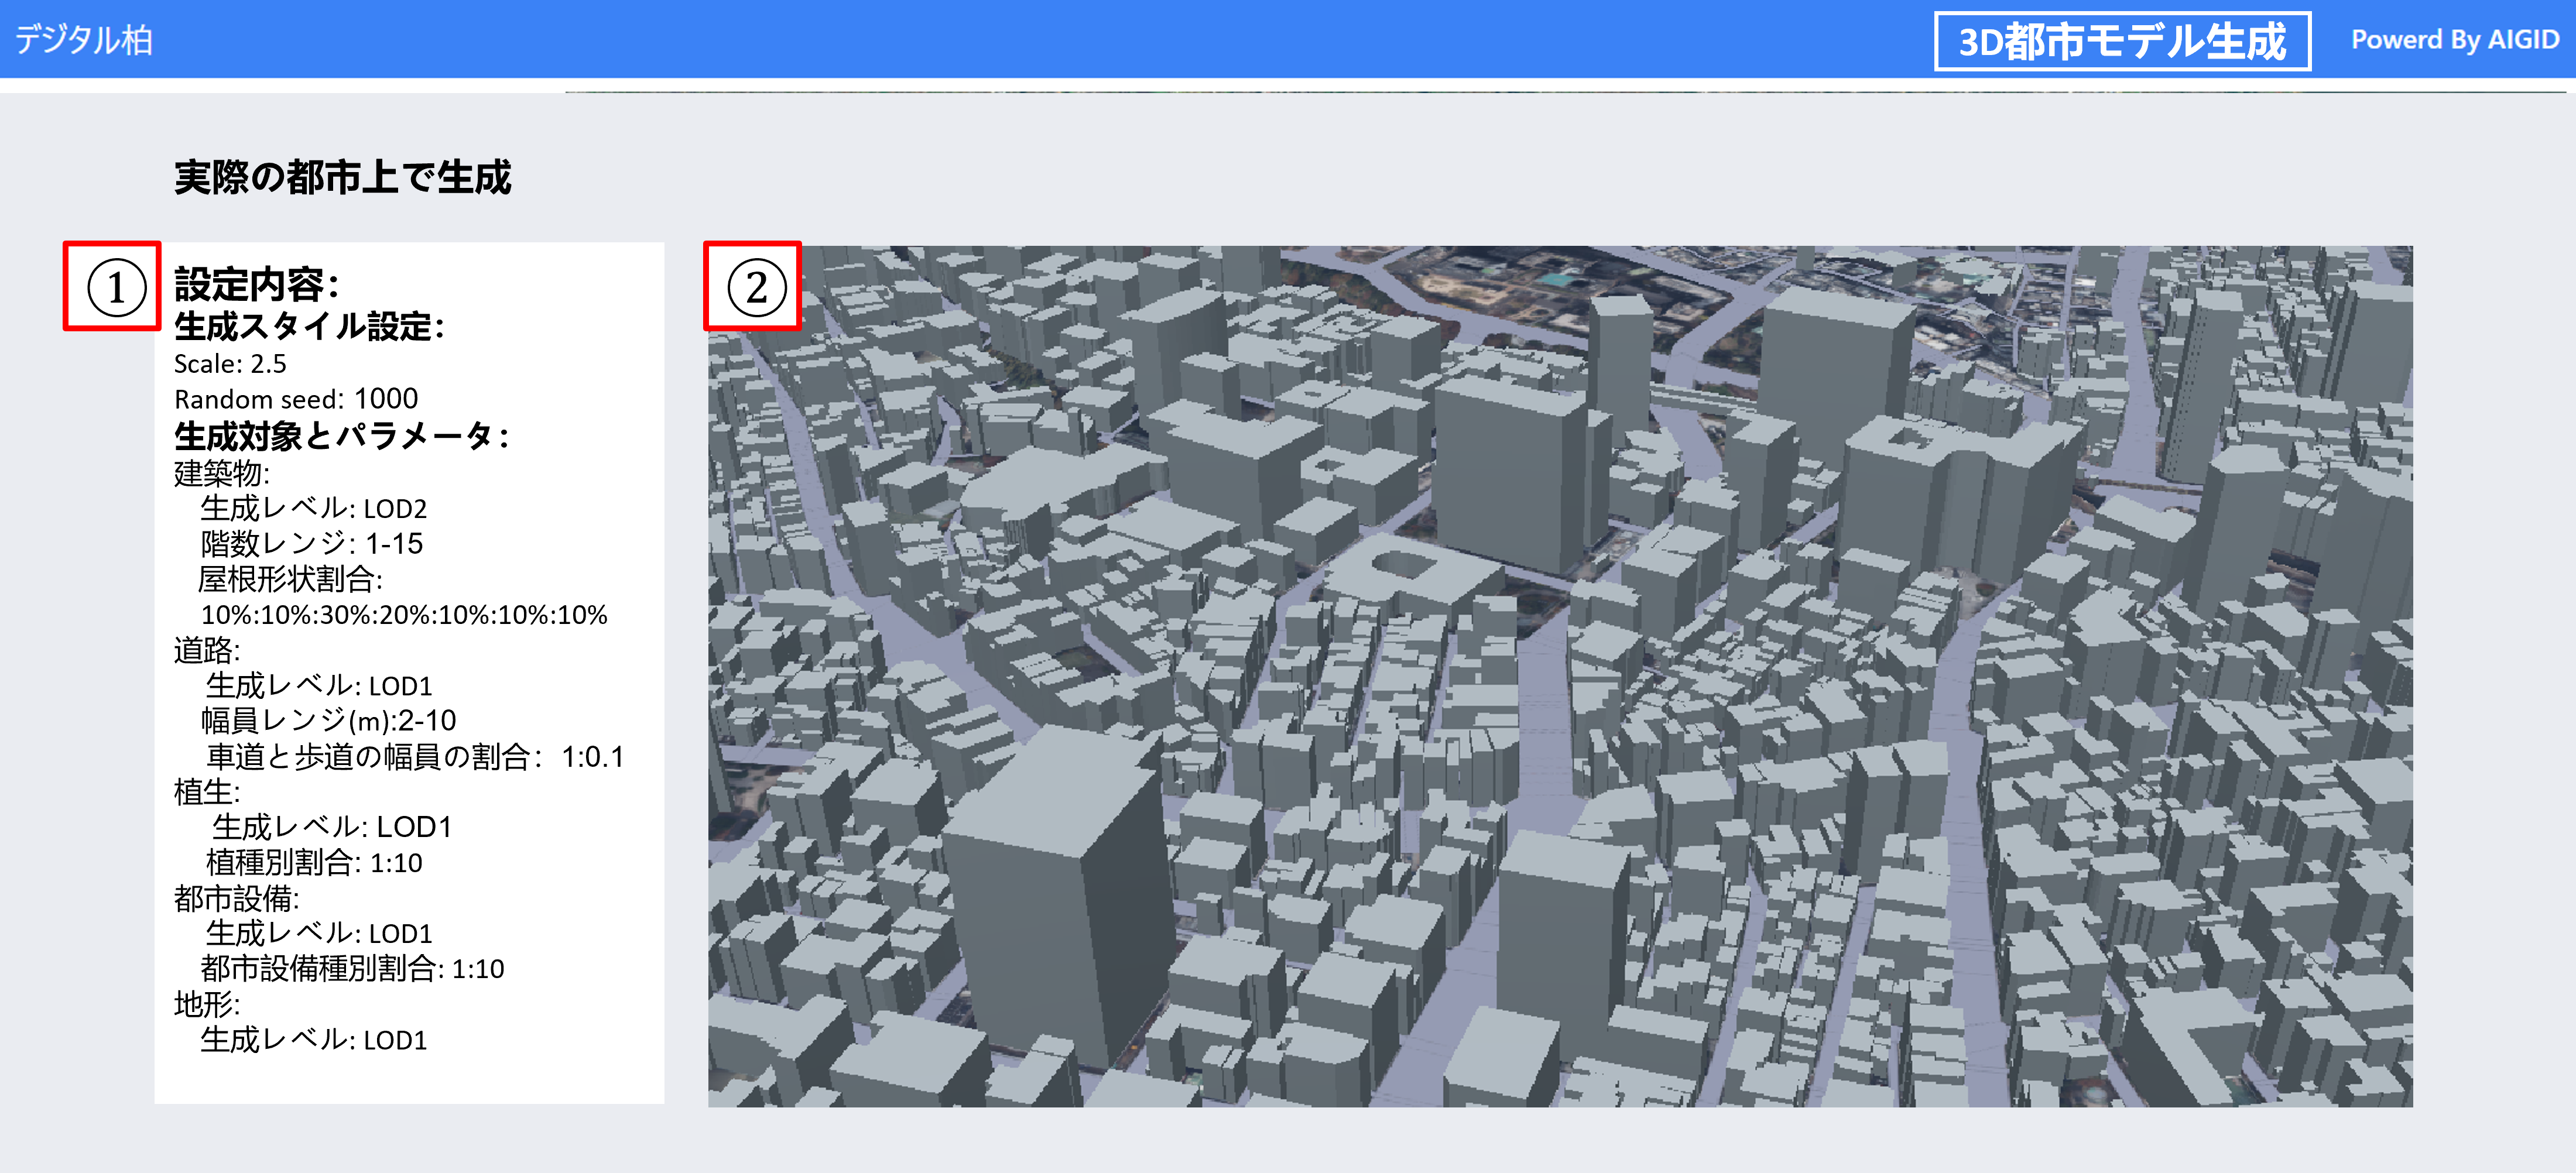 デジタル柏
3D都市モデル生成
Powerd By AIGID
実際の都市上で生成
①
設定内容:
生成スタイル設定:
Scale: 2.5
Random seed: 1000
生成対象とパラメータ:
建築物:
生成レベル: LOD2
階数レンジ: 1-15
屋根形状割合:
10%:10%:30%:20%:10%:10%:10%
道路:
生成レベル: LOD1
幅員レンジ(m):2-10
車道と歩道の幅員の割合: 1:0.1
植生:
生成レベル: LOD1
植種別割合: 1:10
都市設備:
生成レベル: LOD1
都市設備種別割合: 1:10
地形:
生成レベル: LOD1
②